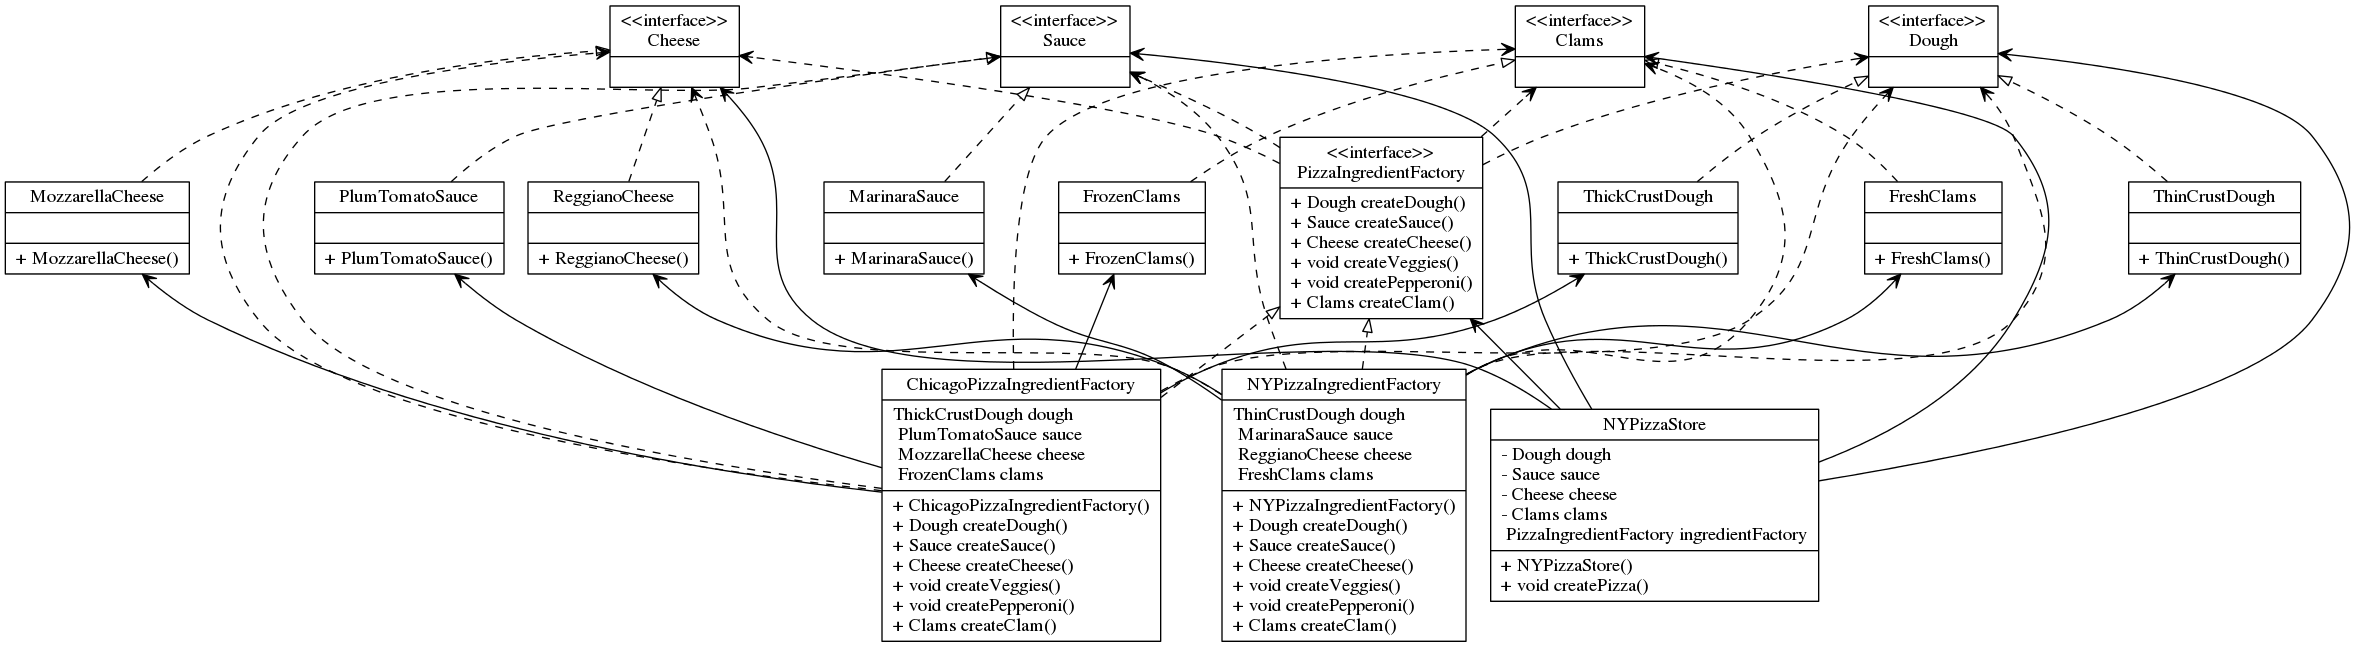 <<interface>>
Cheese
<<interface>>
Sauce
<<interface>>
Clams
<<interface>>
Dough
<<interface>>
PizzaIngredientFactory
+ Dough createDough()
+ Sauce createSauce()
+ Cheese createCheese()
+ void createVeggies()
+ void createPepperoni()
+ Clams createClam()
MozzarellaCheese
+ MozzarellaCheese()
PlumTomatoSauce
+ PlumTomatoSauce()
ReggianoCheese
+ ReggianoCheese()
MarinaraSauce
+ MarinaraSauce()
FrozenClams
+ FrozenClams()
ThickCrustDough
+ ThickCrustDough()
FreshClams
+ FreshClams()
ThinCrustDough
+ ThinCrustDough()
ChicagoPizzaIngredientFactory
ThickCrustDough dough
PlumTomatoSauce sauce
MozzarellaCheese cheese
FrozenClams clams
+ ChicagoPizzaIngredientFactory()
+ Dough createDough()
+ Sauce createSauce()
+ Cheese createCheese()
+ void createVeggies()
+ void createPepperoni()
+ Clams createClam()
NYPizzaIngredientFactory
ThinCrustDough dough
MarinaraSauce sauce
ReggianoCheese cheese
FreshClams clams
+ NYPizzaIngredientFactory()
+ Dough createDough()
+ Sauce createSauce()
+ Cheese createCheese()
+ void createVeggies()
+ void createPepperoni()
+ Clams createClam()
NYPizzaStore
- Dough dough
- Sauce sauce
- Cheese cheese
- Clams clams
PizzaIngredientFactory ingredientFactory
+ NYPizzaStore()
+ void createPizza()